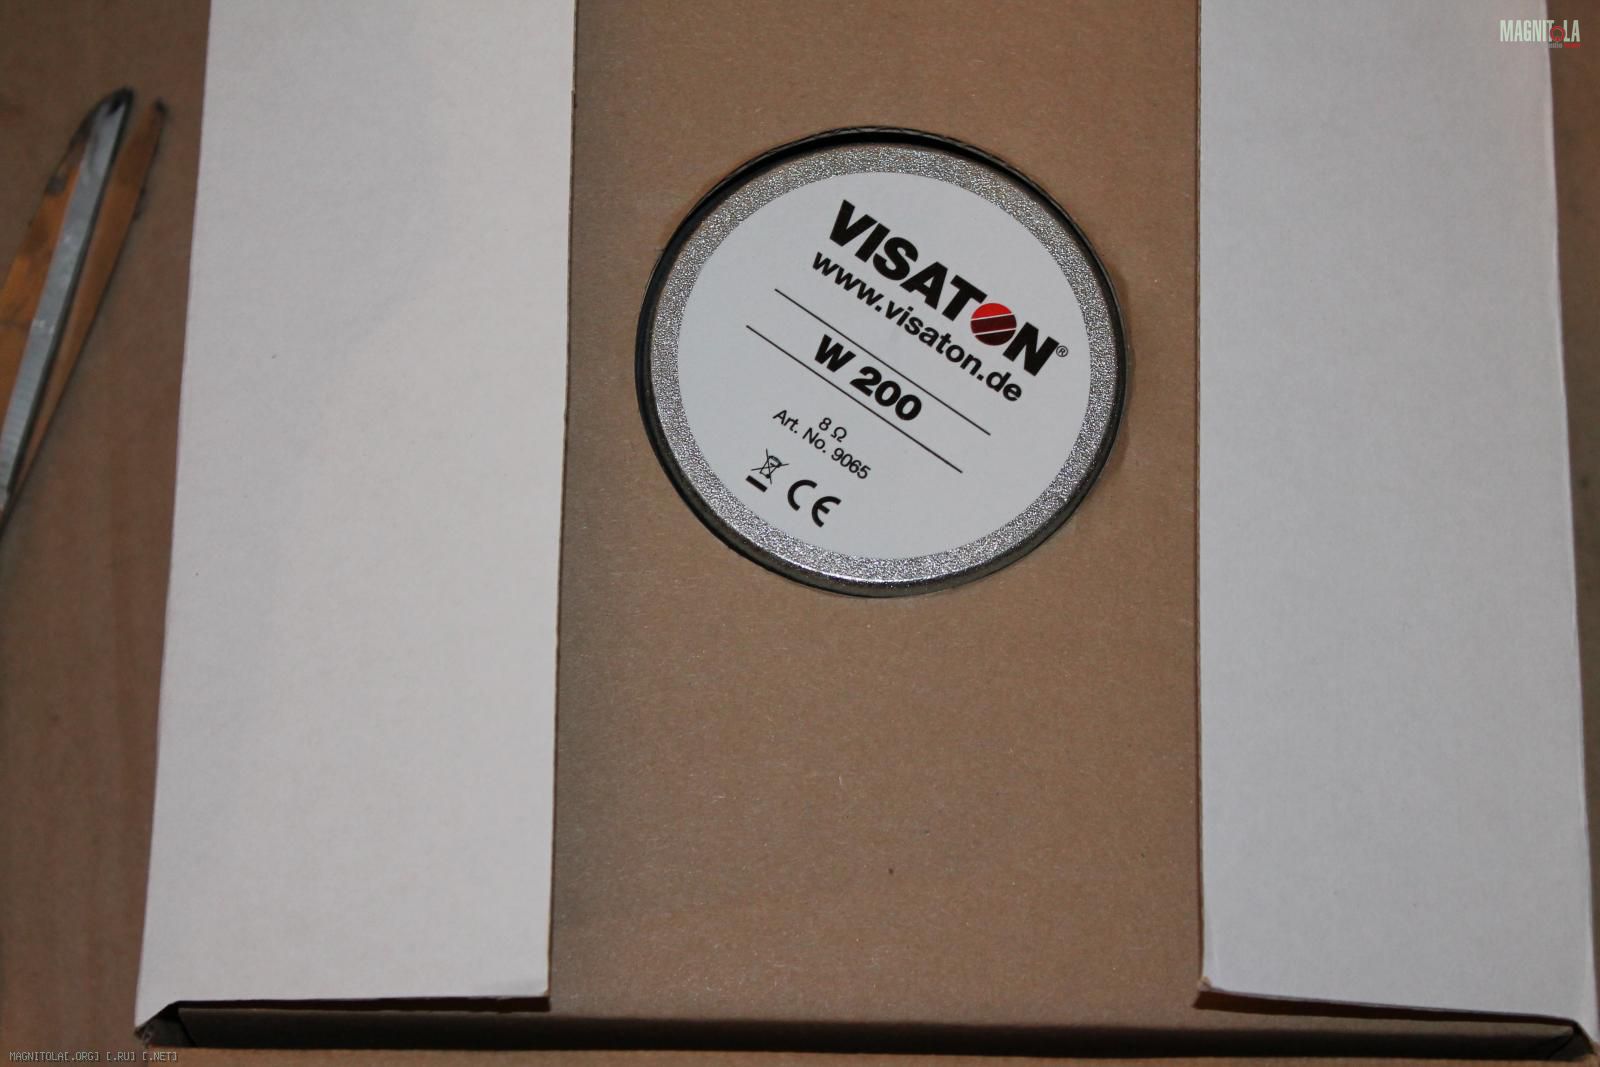 MAGNITOLA
VISATON®
www.visaton.de
W 200
8 Ω
Art. No. 9065
CE
MAGNITOLA[.ORG] [.RU] [.NET]